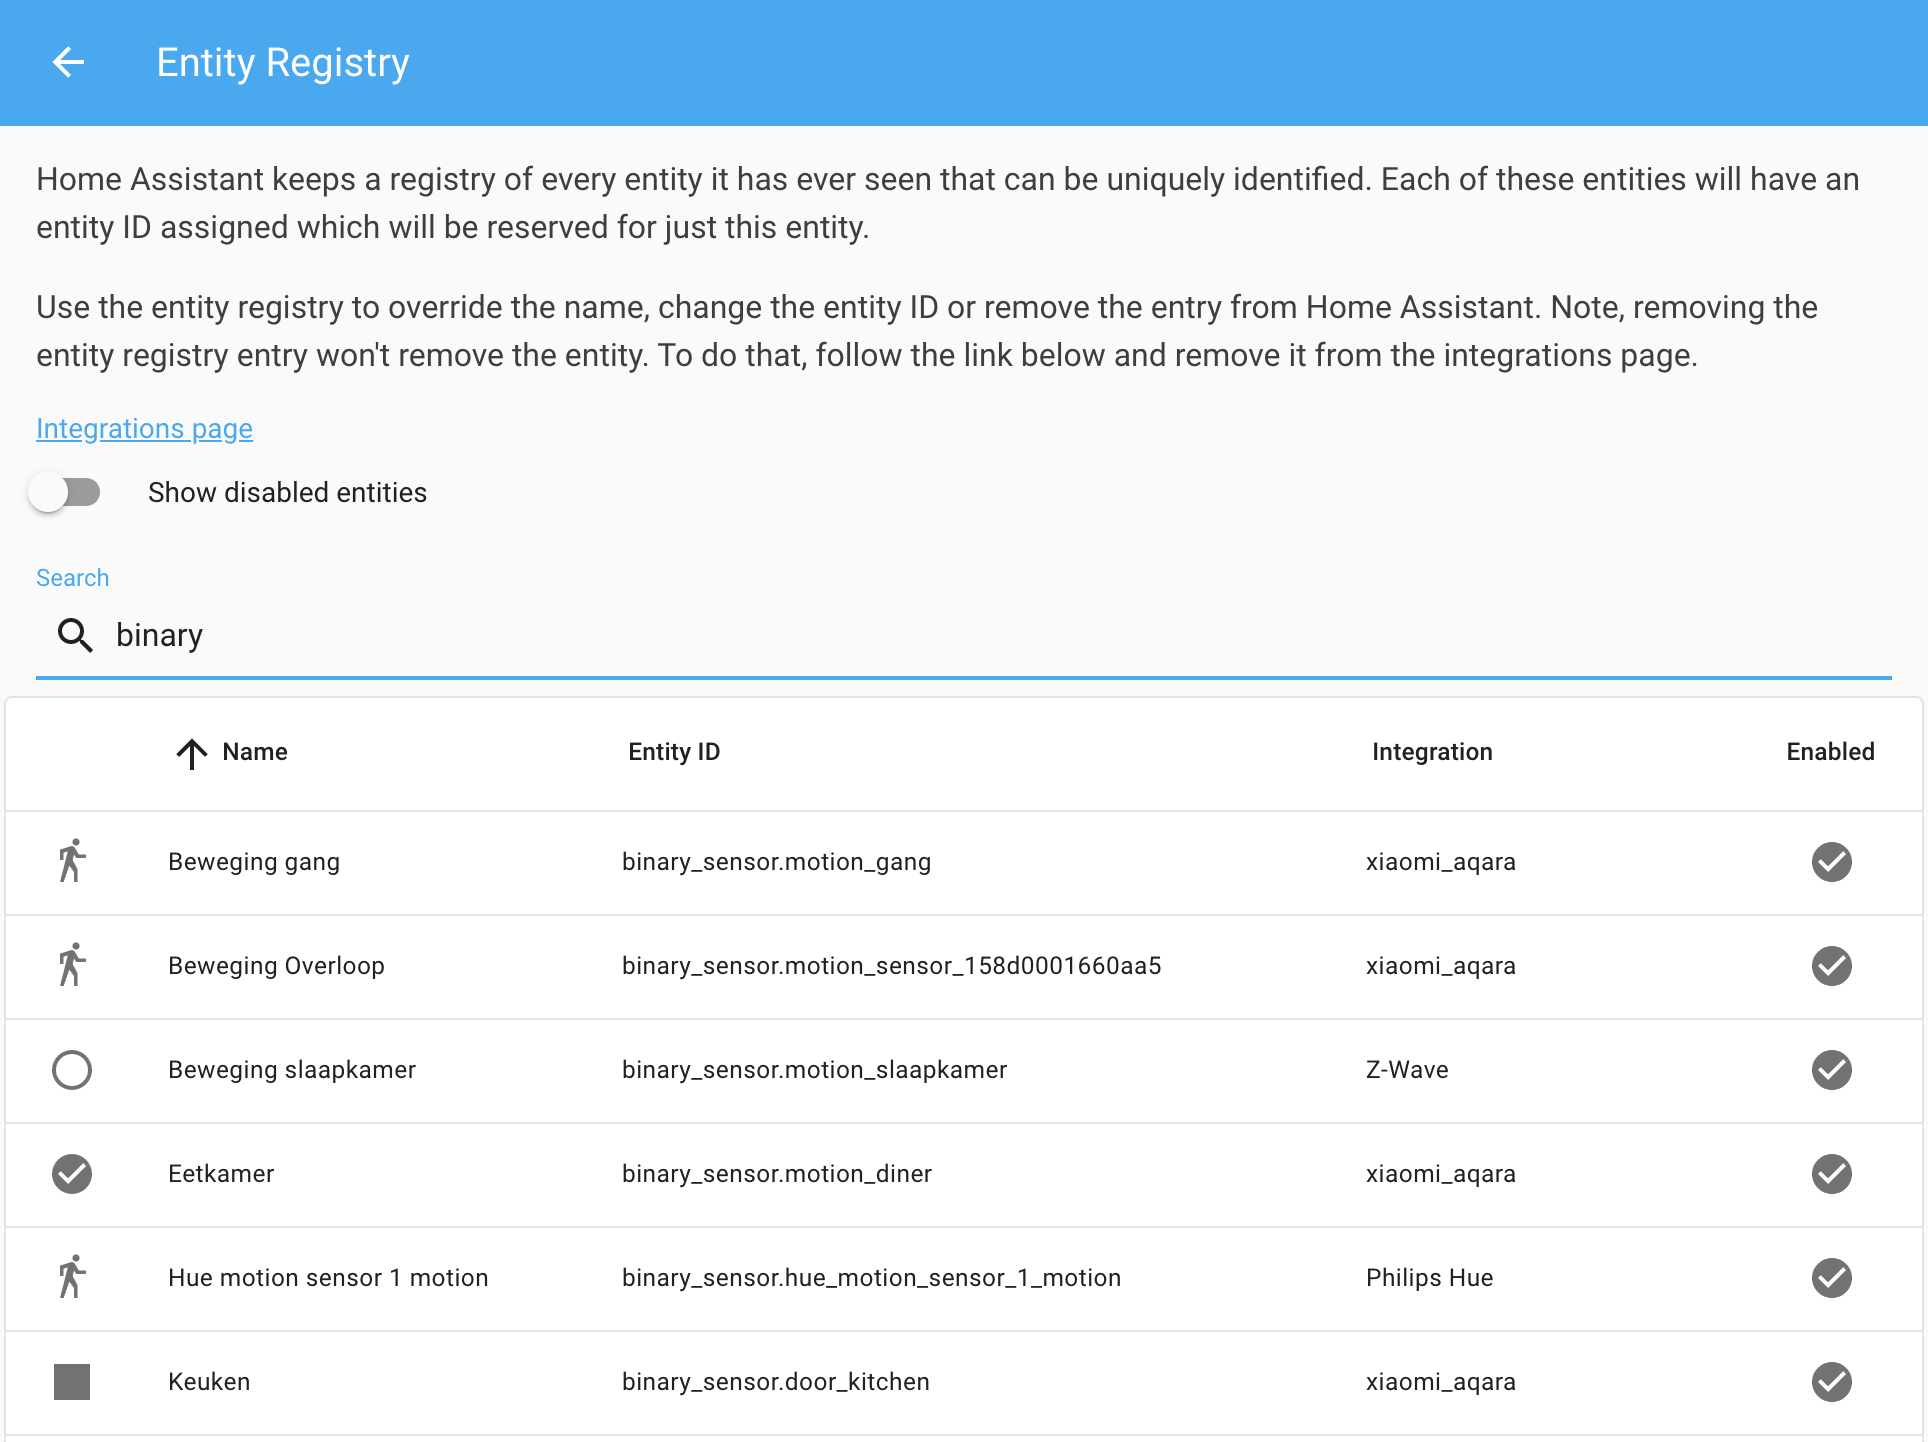 Entity Registry
Home Assistant keeps a registry of every entity it has ever seen that can be uniquely identified. Each of these entities will have an
entity ID assigned which will be reserved for just this entity.
Use the entity registry to override the name, change the entity ID or remove the entry from Home Assistant. Note, removing the
entity registry entry won't remove the entity. To do that, follow the link below and remove it from the integrations page.
Integrations page
Show disabled entities
Search
binary
Name Entity ID Integration Enabled
Beweging gang binary_sensor.motion_gang xiaomi_aqara
Beweging Overloop binary_sensor.motion_sensor_158d0001660aa5 xiaomi_aqara
Beweging slaapkamer binary_sensor.motion_slaapkamer Z-Wave
Eetkamer binary_sensor.motion_diner xiaomi_aqara
Hue motion sensor 1 motion binary_sensor.hue_motion_sensor_1_motion Philips Hue
Keuken binary_sensor.door_kitchen xiaomi_aqara